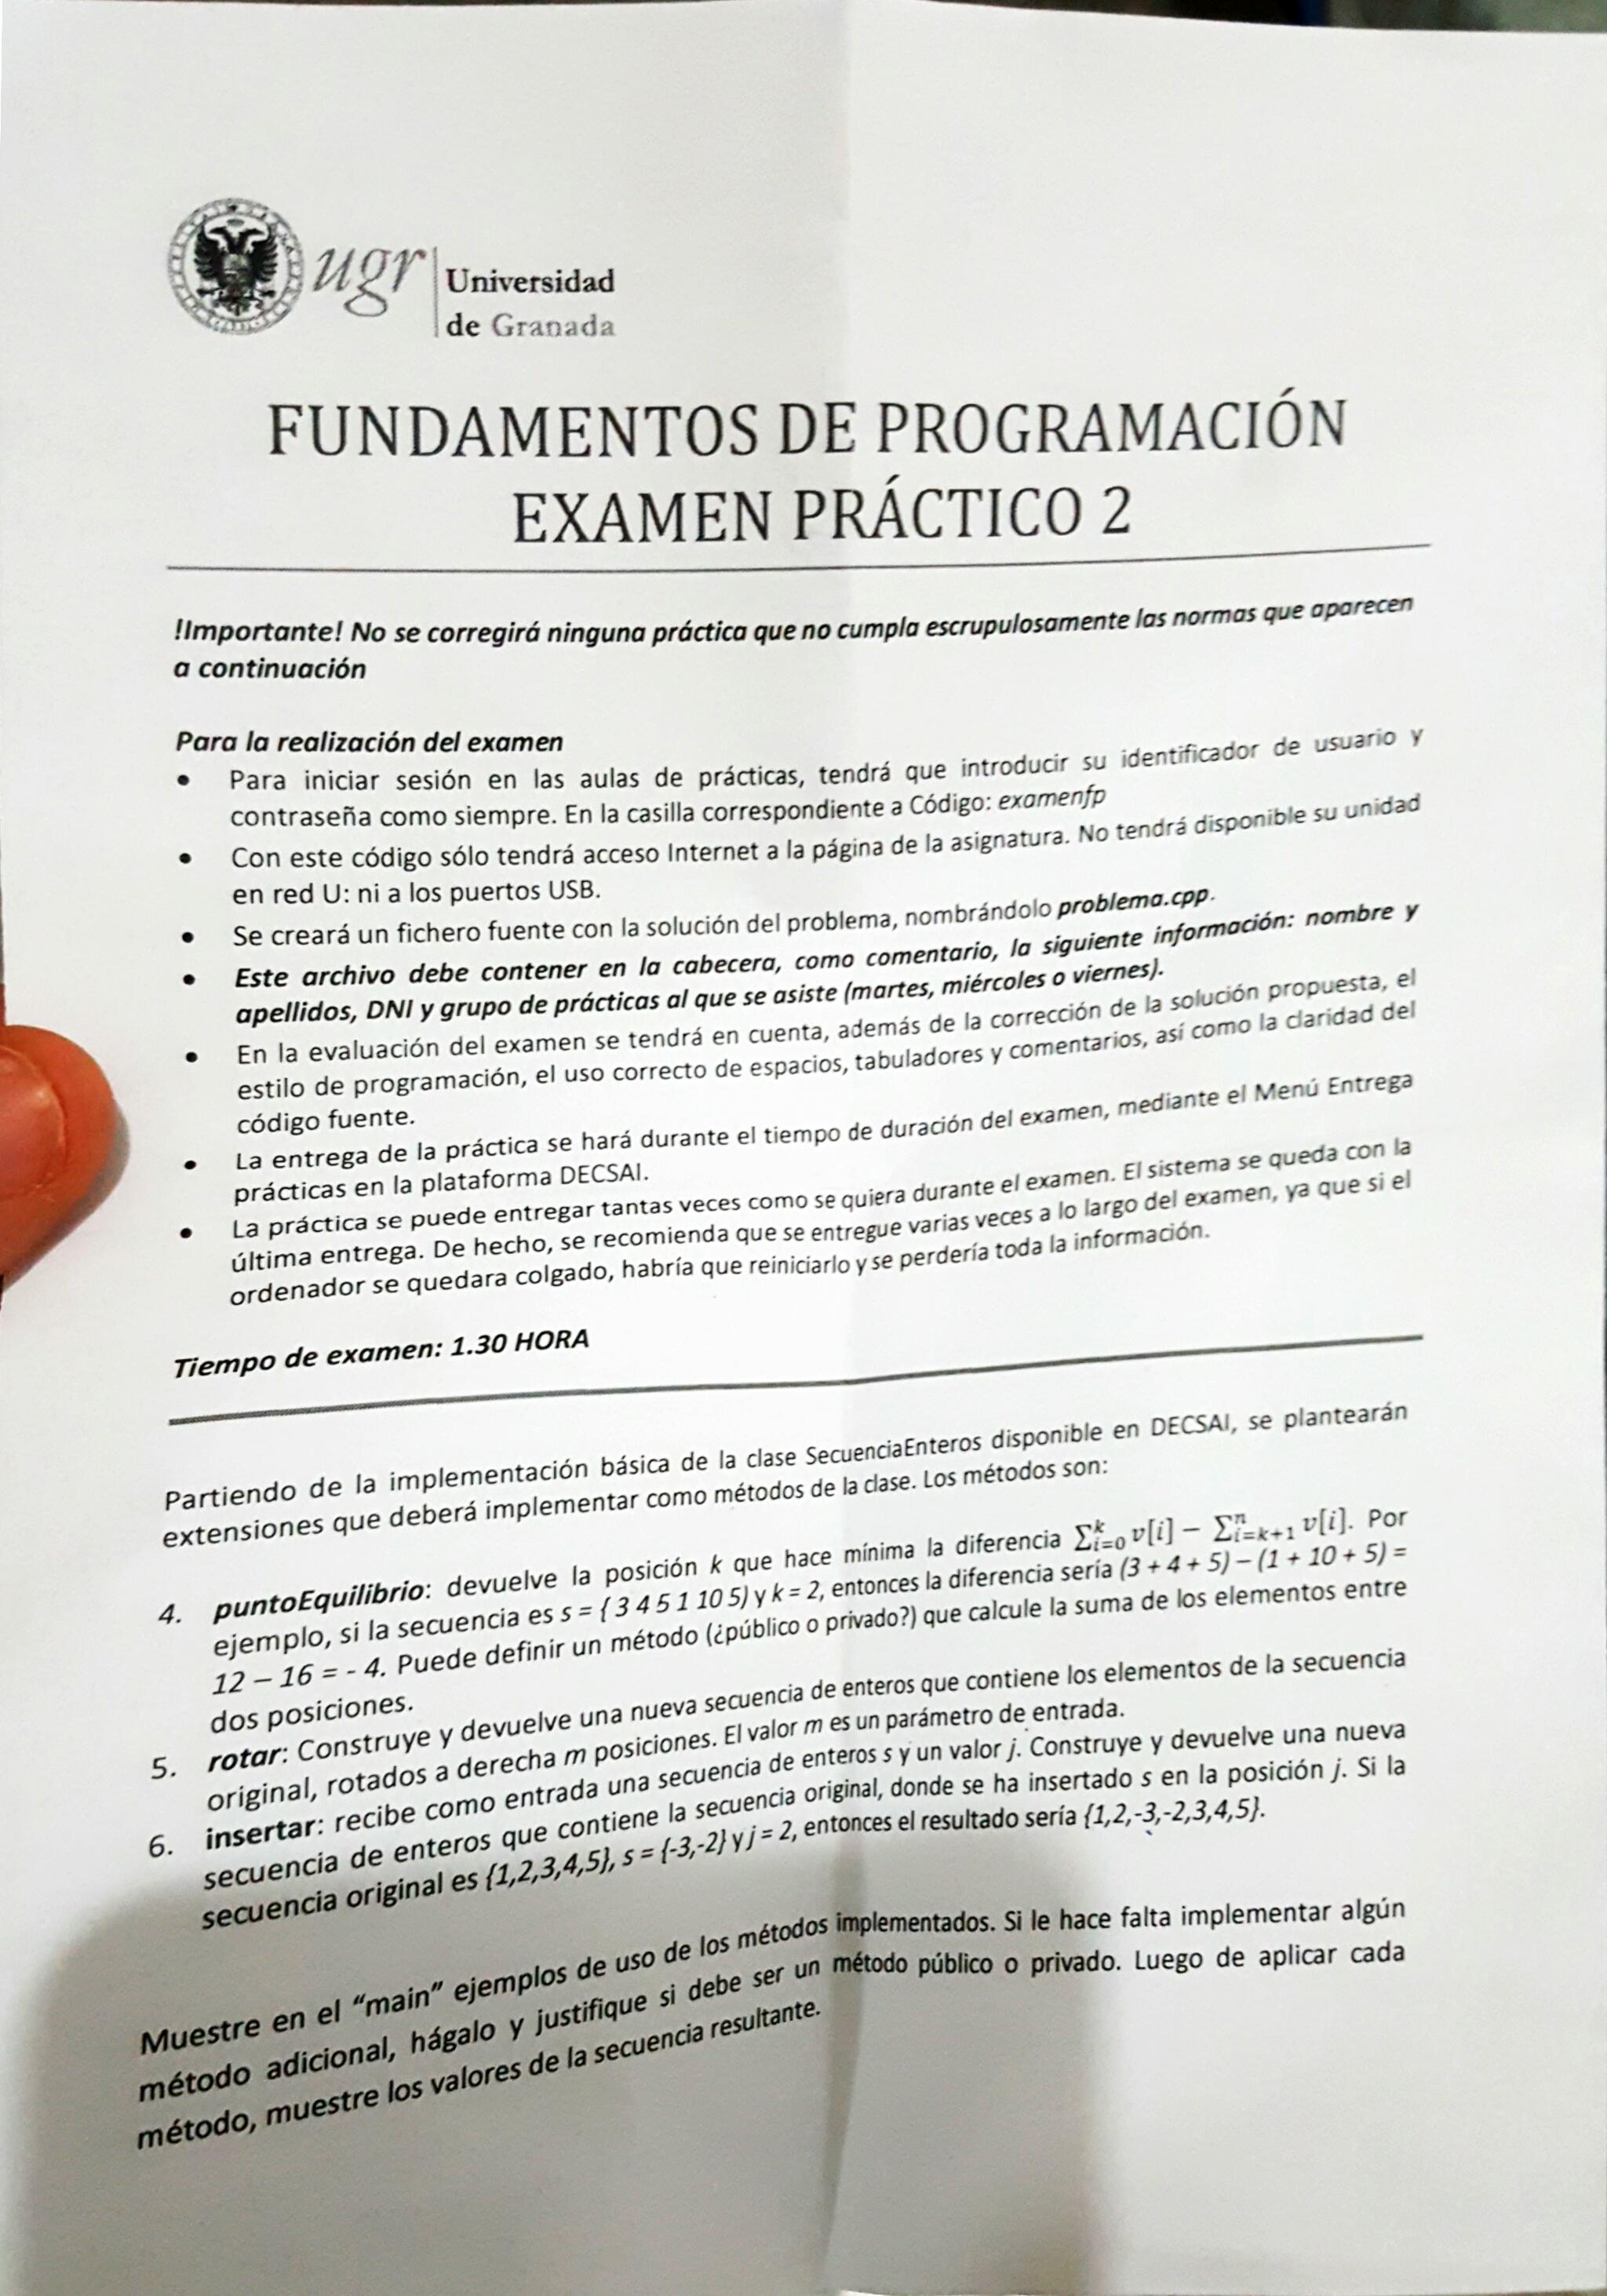 ugr Universidad
de Granada
FUNDAMENTOS DE PROGRAMACIÓN
EXAMEN PRÁCTICO 2
!Importante! No se corregirá ninguna práctica que no cumpla escrupulosamente las normas que aparecen
a continuación
Para la realización del examen
• Para iniciar sesión en las aulas de prácticas, tendrá que introducir su identificador de usuario y
contraseña como siempre. En la casilla correspondiente a Código: examenfp
• Con este código sólo tendrá acceso Internet a la página de la asignatura. No tendrá disponible su unidad
en red U: ni a los puertos USB.
• Se creará un fichero fuente con la solución del problema, nombrándolo problema.cpp.
• Este archivo debe contener en la cabecera, como comentario, la siguiente información: nombre y
apellidos, DNI y grupo de prácticas al que se asiste (martes, miércoles o viernes).
• En la evaluación del examen se tendrá en cuenta, además de la corrección de la solución propuesta, el
estilo de programación, el uso correcto de espacios, tabuladores y comentarios, así como la claridad del
código fuente.
• La entrega de la práctica se hará durante el tiempo de duración del examen, mediante el Menú Entrega
prácticas en la plataforma DECSAI.
• La práctica se puede entregar tantas veces como se quiera durante el examen. El sistema se queda con la
última entrega. De hecho, se recomienda que se entregue varias veces a lo largo del examen, ya que si el
ordenador se quedara colgado, habría que reiniciarlo y se perdería toda la información.
Tiempo de examen: 1.30 HORA
Partiendo de la implementación básica de la clase SecuenciaEnteros disponible en DECSAI, se plantearán
extensiones que deberá implementar como métodos de la clase. Los métodos son:
4. puntoEquilibrio: devuelve la posición k que hace mínima la diferencia ∑ᵏᵢ₌₀ v[i] − ∑ⁿᵢ₌ₖ₊₁ v[i]. Por
ejemplo, si la secuencia es s = { 3 4 5 1 10 5) y k = 2, entonces la diferencia sería (3 + 4 + 5) – (1 + 10 + 5) =
12 – 16 = - 4. Puede definir un método (¿público o privado?) que calcule la suma de los elementos entre
dos posiciones.
5. rotar: Construye y devuelve una nueva secuencia de enteros que contiene los elementos de la secuencia
original, rotados a derecha m posiciones. El valor m es un parámetro de entrada.
6. insertar: recibe como entrada una secuencia de enteros s y un valor j. Construye y devuelve una nueva
secuencia de enteros que contiene la secuencia original, donde se ha insertado s en la posición j. Si la
secuencia original es {1,2,3,4,5}, s = {-3,-2} y j = 2, entonces el resultado sería {1,2,-3,-2,3,4,5}.
Muestre en el “main” ejemplos de uso de los métodos implementados. Si le hace falta implementar algún
método adicional, hágalo y justifique si debe ser un método público o privado. Luego de aplicar cada
método, muestre los valores de la secuencia resultante.